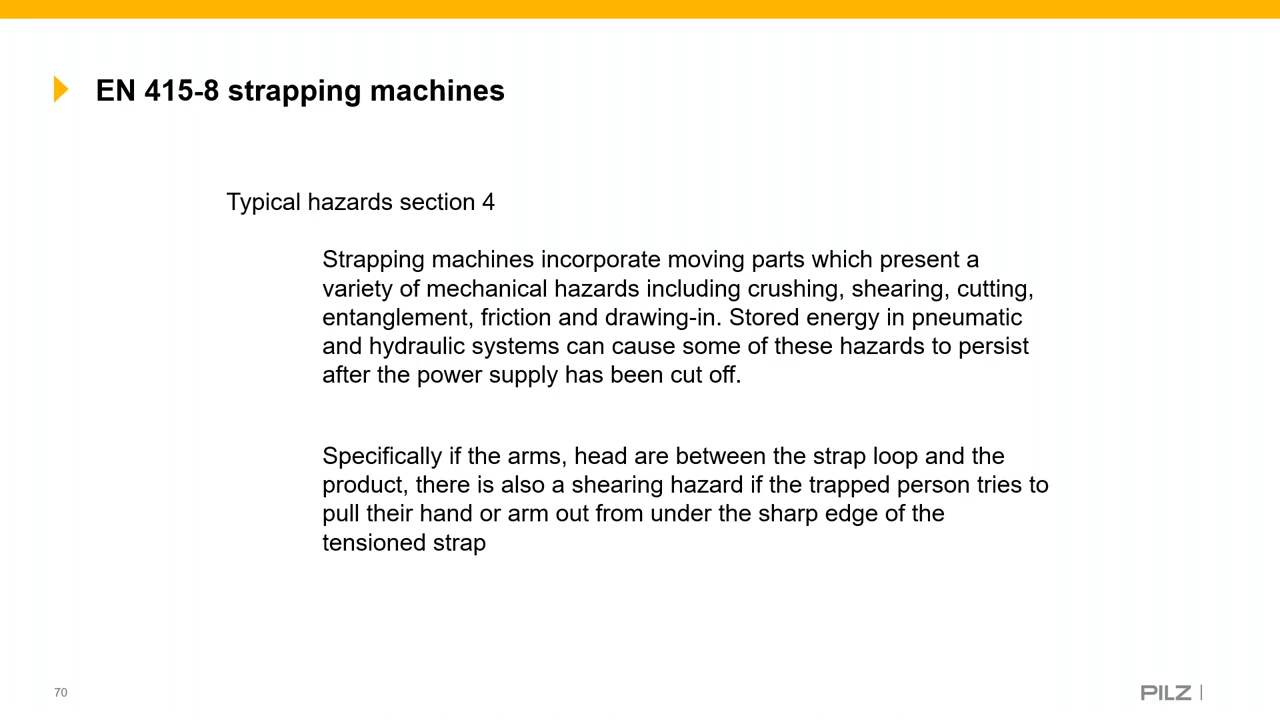 EN 415-8 strapping machines
Typical hazards section 4
Strapping machines incorporate moving parts which present a
variety of mechanical hazards including crushing, shearing, cutting,
entanglement, friction and drawing-in. Stored energy in pneumatic
and hydraulic systems can cause some of these hazards to persist
after the power supply has been cut off.
Specifically if the arms, head are between the strap loop and the
product, there is also a shearing hazard if the trapped person tries to
pull their hand or arm out from under the sharp edge of the
tensioned strap
70
PILZ